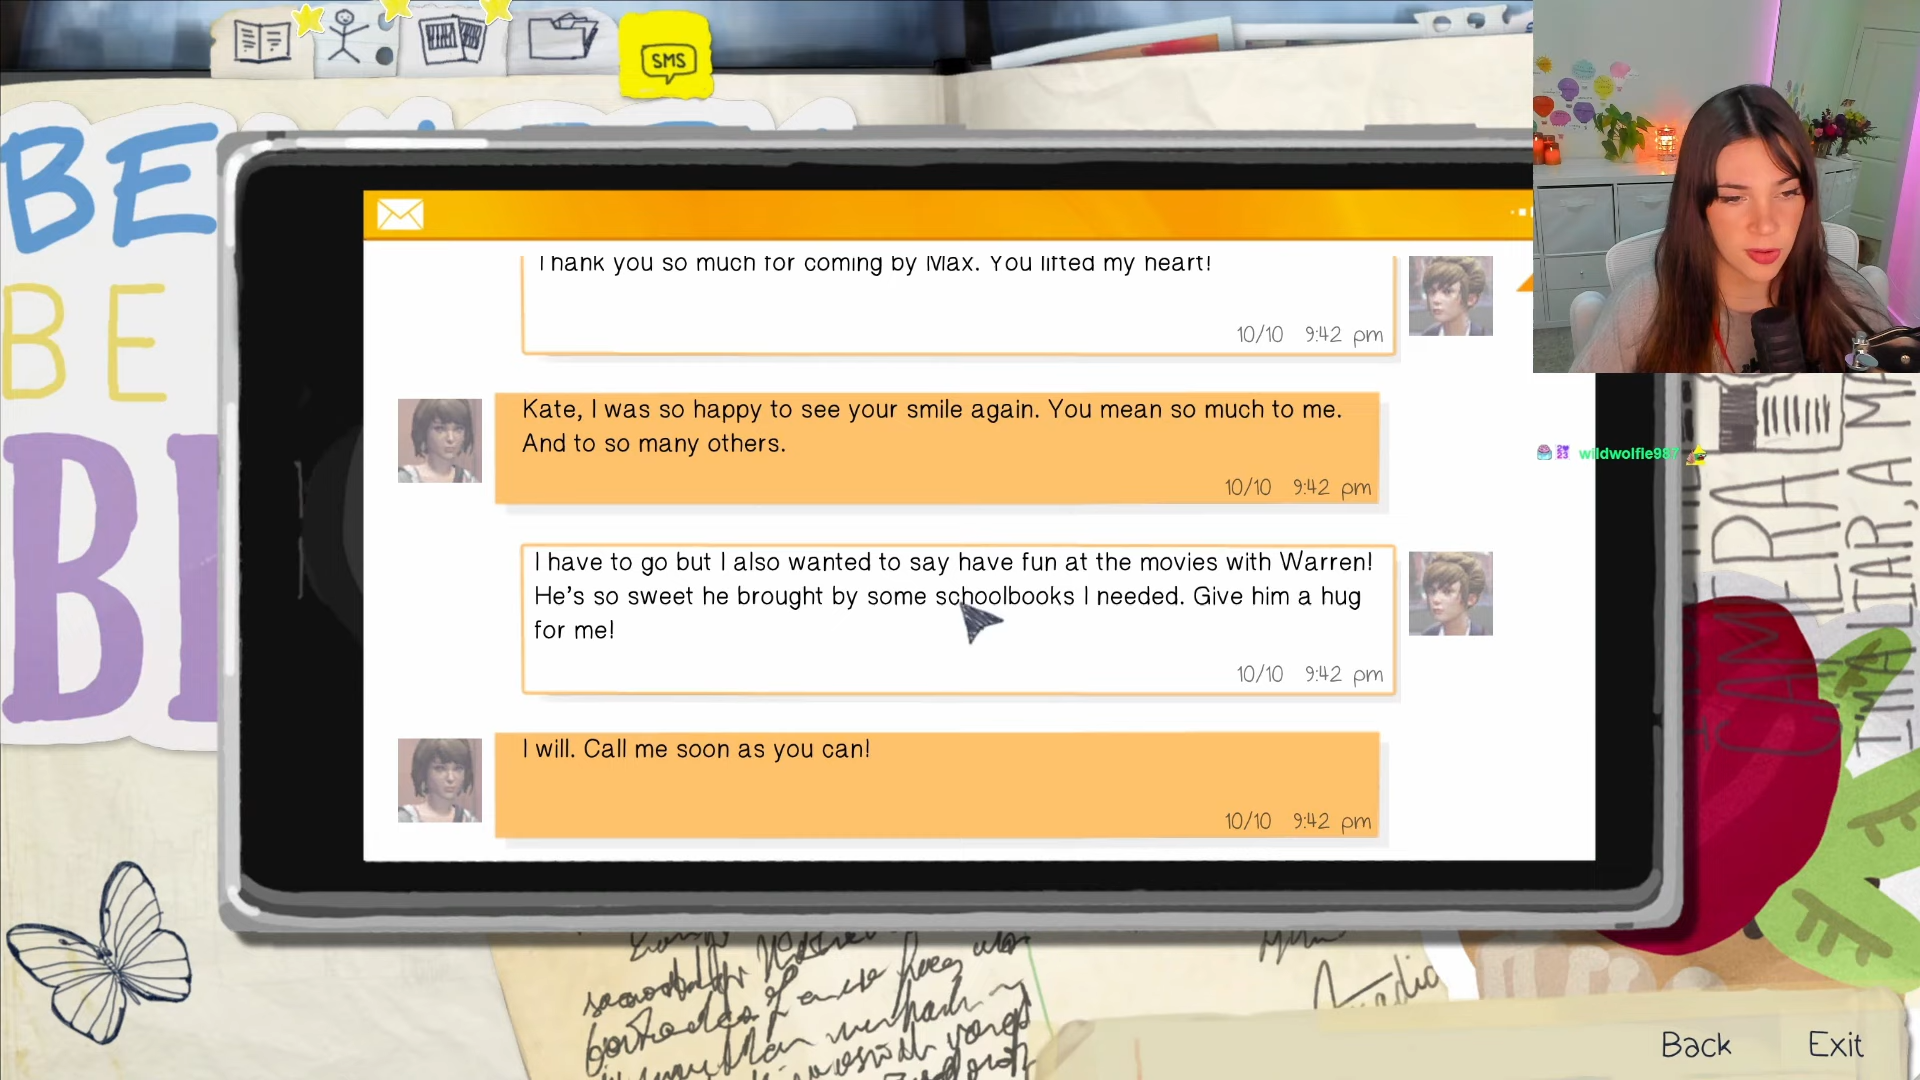 SMS
BE
BE
Thank you so much for coming by Max. You lifted my heart!
10/10 9:42 pm
Kate, I was so happy to see your smile again. You mean so much to me.
And to so many others.
10/10 9:42 pm
I have to go but I also wanted to say have fun at the movies with Warren!
He's so sweet he brought by some schoolbooks I needed. Give him a hug
for me!
10/10 9:42 pm
I will. Call me soon as you can!
10/10 9:42 pm
wildwolfie987
CAMERA
LIAR, A
Back
Exit